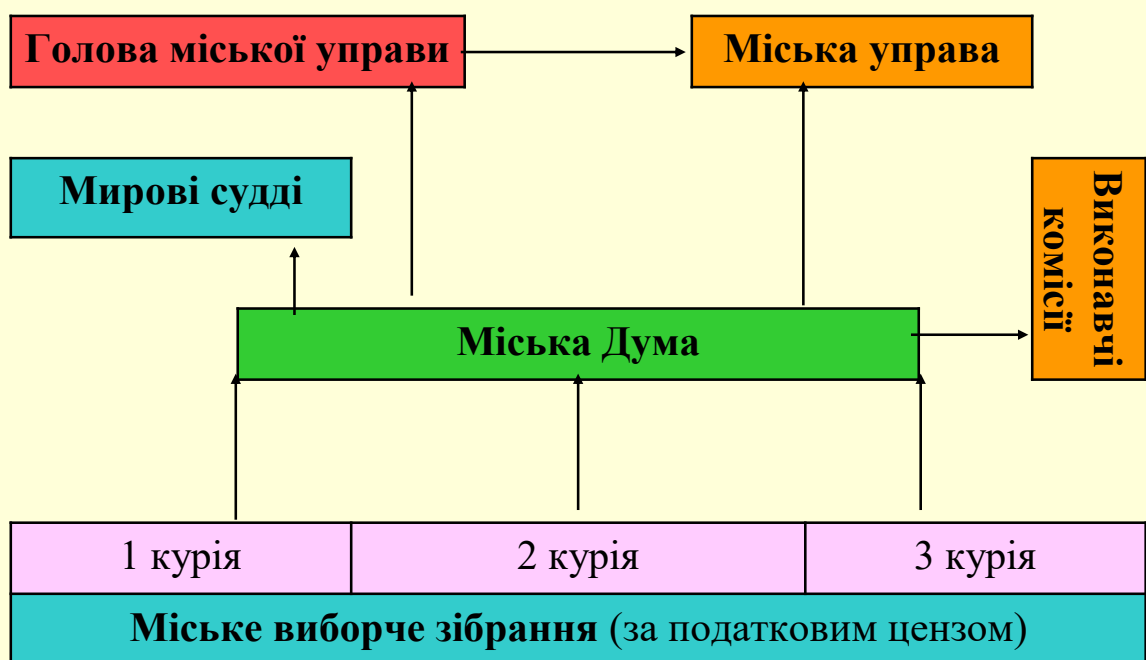 Голова міської управи
Міська управа
Мирові судді
Виконавчі
комісії
Міська Дума
1 курія
2 курія
3 курія
Міське виборче зібрання (за податковим цензом)